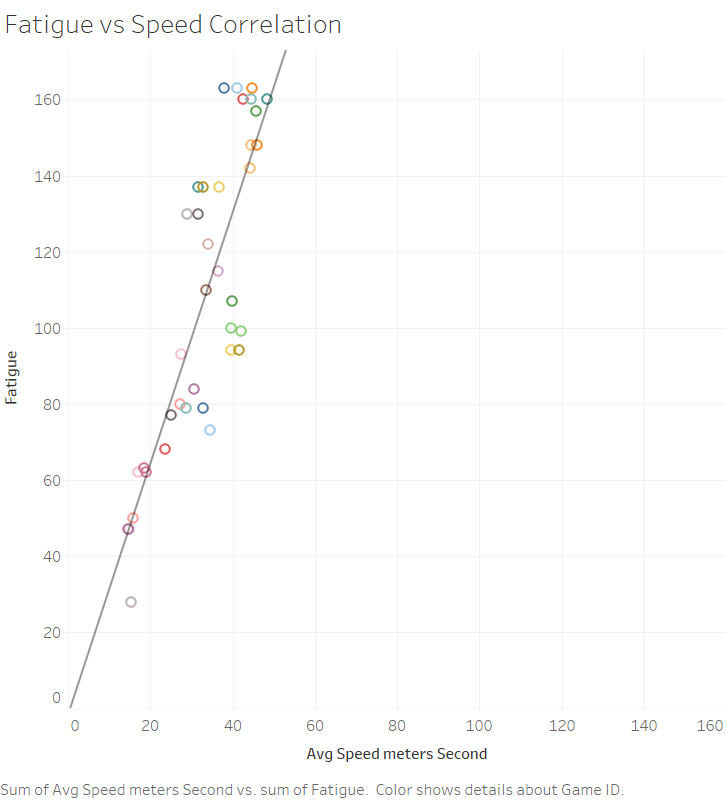 Fatigue vs Speed Correlation
160
140
120
100
80
60
40
20
0
Fatigue
0 20 40 60 80 100 120 140 160
Avg Speed meters Second
Sum of Avg Speed meters Second vs. sum of Fatigue. Color shows details about Game ID.